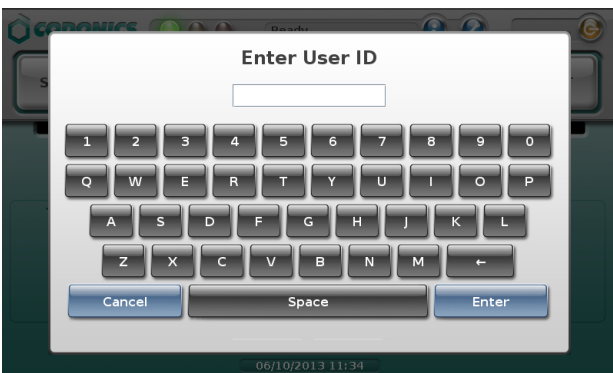 CODONICS
Ready
Enter User ID
1 2 3 4 5 6 7 8 9 0
Q W E R T Y U I O P
A S D F G H J K L
Z X C V B N M ←
Cancel Space Enter
06/10/2013 11:34